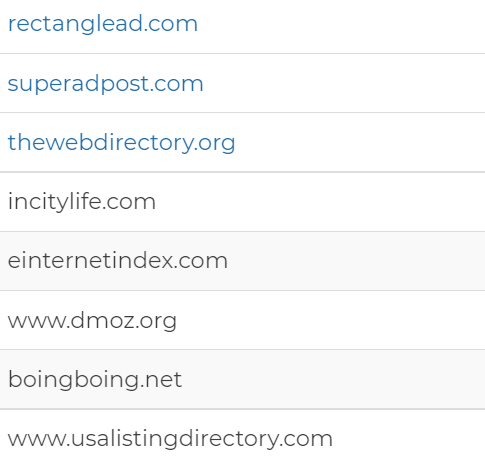 rectanglead.com
superadpost.com
thewebdirectory.org
incitylife.com
einternetindex.com
www.dmoz.org
boingboing.net
www.usalistingdirectory.com